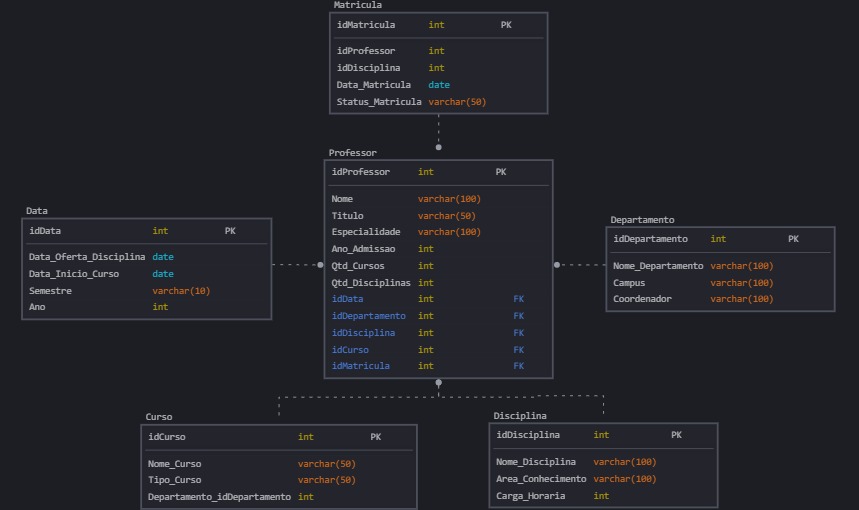 Matricula
idMatricula int PK
idProfessor int
idDisciplina int
Data_Matricula date
Status_Matricula varchar(50)
Professor
idProfessor int PK
Nome varchar(100)
Titulo varchar(50)
Especialidade varchar(100)
Ano_Admissao int
Qtd_Cursos int
Qtd_Disciplinas int
idData int FK
idDepartamento int FK
idDisciplina int FK
idCurso int FK
idMatricula int FK
Data
idData int PK
Data_Oferta_Disciplina date
Data_Inicio_Curso date
Semestre varchar(10)
Ano int
Departamento
idDepartamento int PK
Nome_Departamento varchar(100)
Campus varchar(100)
Coordenador varchar(100)
Curso
idCurso int PK
Nome_Curso varchar(50)
Tipo_Curso varchar(50)
Departamento_idDepartamento int
Disciplina
idDisciplina int PK
Nome_Disciplina varchar(100)
Area_Conhecimento varchar(100)
Carga_Horaria int